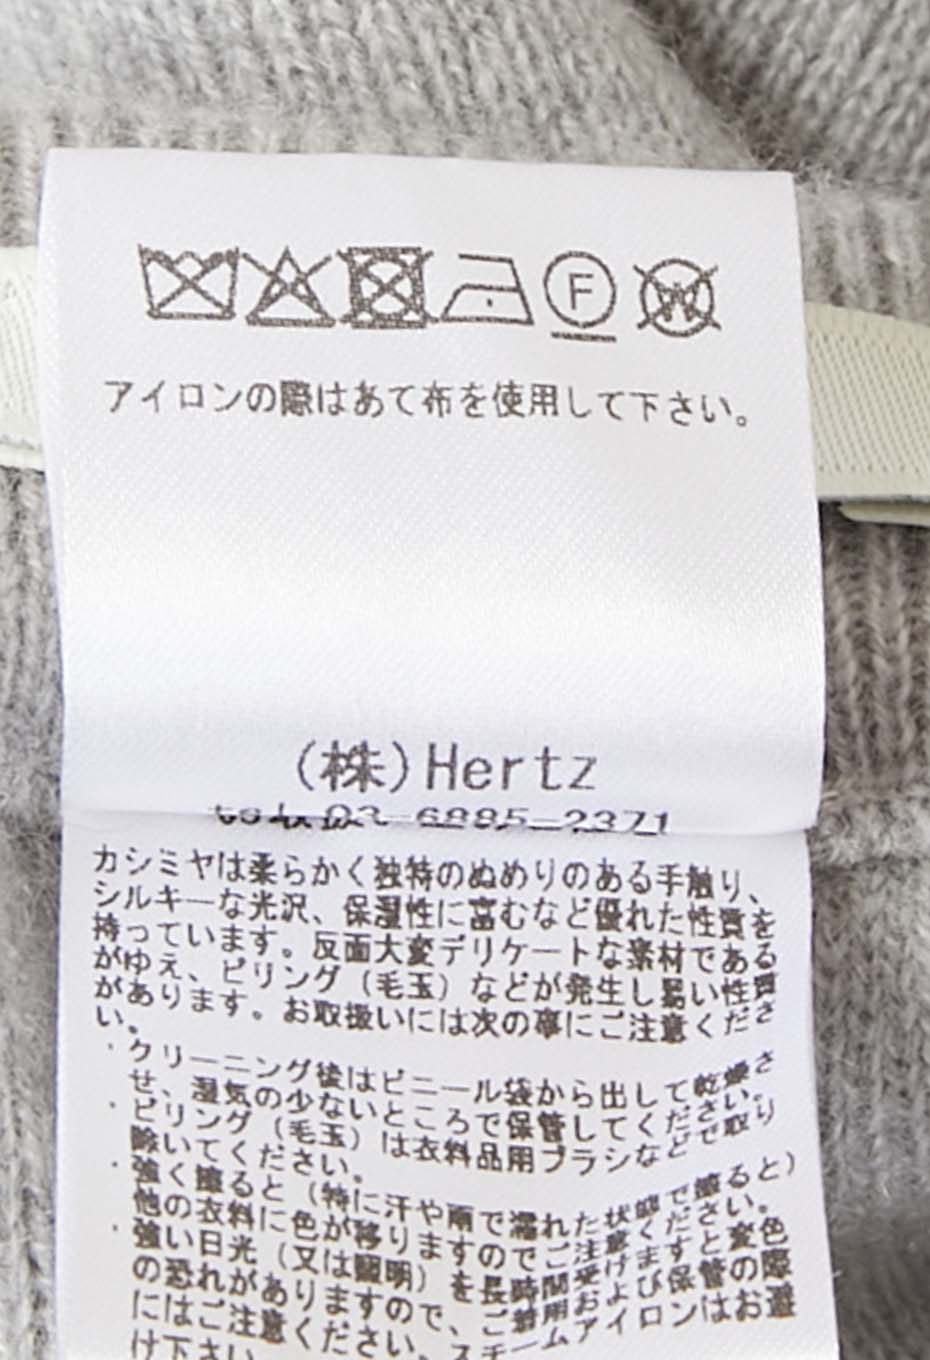 F
W
アイロンの際はあて布を使用して下さい。
(株)Hertz
03-6885-2371
カシミヤは柔らかく独特のぬめりのある手触り、
シルキーな光沢、保湿性に富むなど優れた性質を
持っています。反面大変デリケートな素材である
がゆえ、ピリング（毛玉）などが発生し易い性質
があります。お取扱いには次の事にご注意くださ
い。
・クリーニング後はビニール袋から出して乾燥さ
せ、湿気の少ないところで保管してください。
・ピリング（毛玉）は衣料品用ブラシなどで取り
除いてください。
・強く擦ると（特に汗や雨で濡れた状態で擦ると）
他の衣料に色が移りますのでご注意ください。
・強い日光（又は照明）を長時間受けますと変色
の恐れがありますので、ご着用および保管の際
にはご注意ください。スチームアイロンはお避
け下さい。